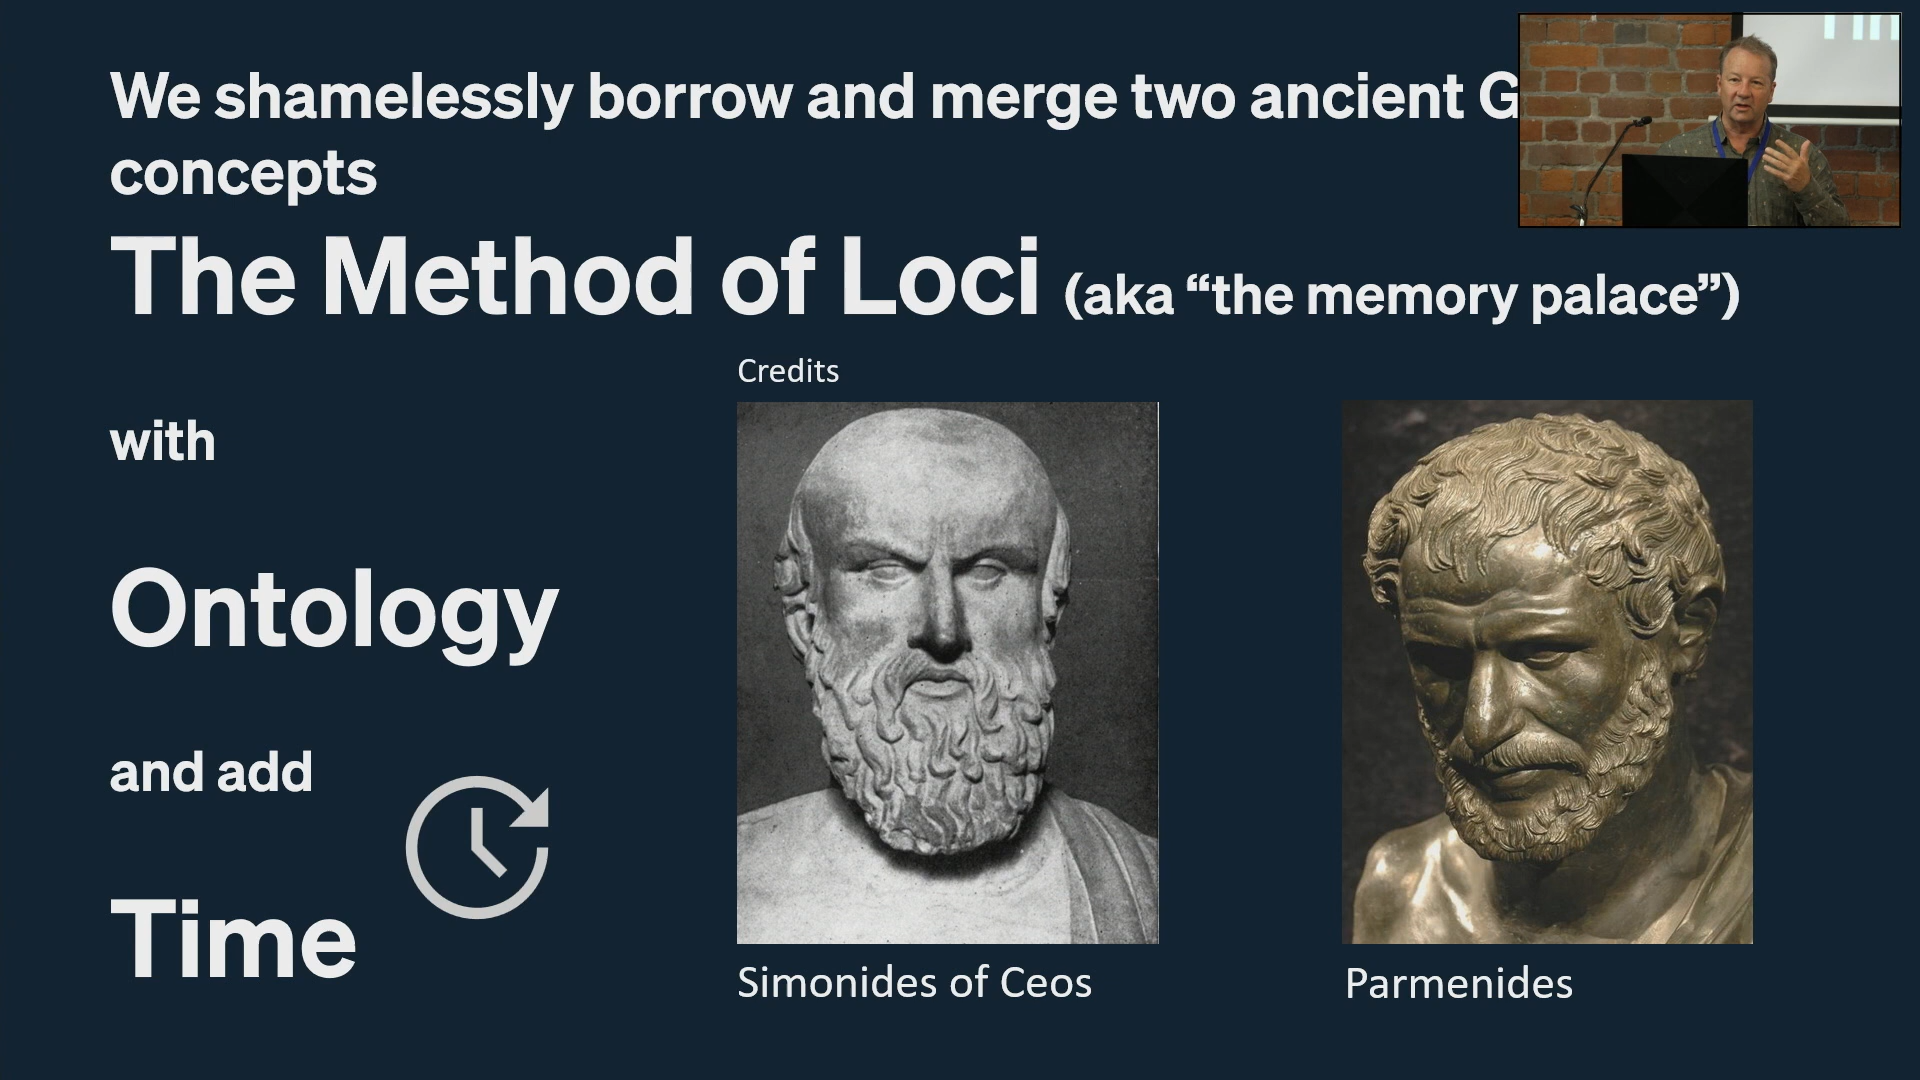 We shamelessly borrow and merge two ancient G
concepts
The Method of Loci (aka “the memory palace”)
Credits
with
Ontology
and add
Time
Simonides of Ceos
Parmenides